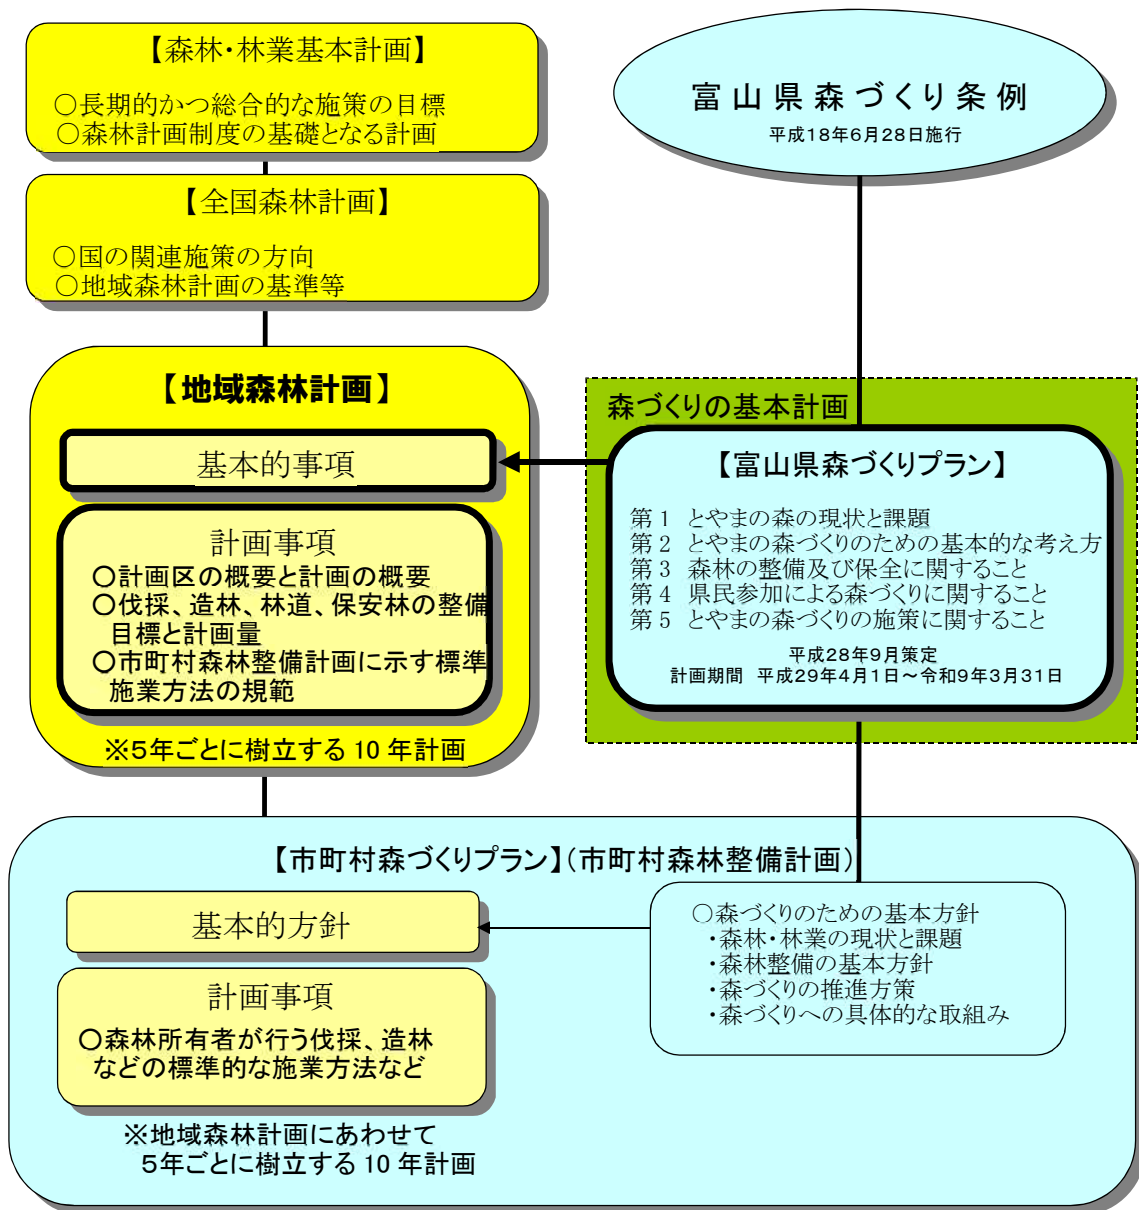 【森林・林業基本計画】
○長期的かつ総合的な施策の目標
○森林計画制度の基礎となる計画
【全国森林計画】
○国の関連施策の方向
○地域森林計画の基準等
【地域森林計画】
基本的事項
計画事項
○計画区の概要と計画の概要
○伐採、造林、林道、保安林の整備
目標と計画量
○市町村森林整備計画に示す標準
施業方法の規範
※5年ごとに樹立する10年計画
富山県森づくり条例
平成18年6月28日施行
森づくりの基本計画
【富山県森づくりプラン】
第1 とやまの森の現状と課題
第2 とやまの森づくりのための基本的な考え方
第3 森林の整備及び保全に関すること
第4 県民参加による森づくりに関すること
第5 とやまの森づくりの施策に関すること
平成28年9月策定
計画期間 平成29年4月1日～令和9年3月31日
【市町村森づくりプラン】(市町村森林整備計画)
基本的方針
計画事項
○森林所有者が行う伐採、造林
などの標準的な施業方法など
※地域森林計画にあわせて
5年ごとに樹立する10年計画
○森づくりのための基本方針
・森林・林業の現状と課題
・森林整備の基本方針
・森づくりの推進方策
・森づくりへの具体的な取組み